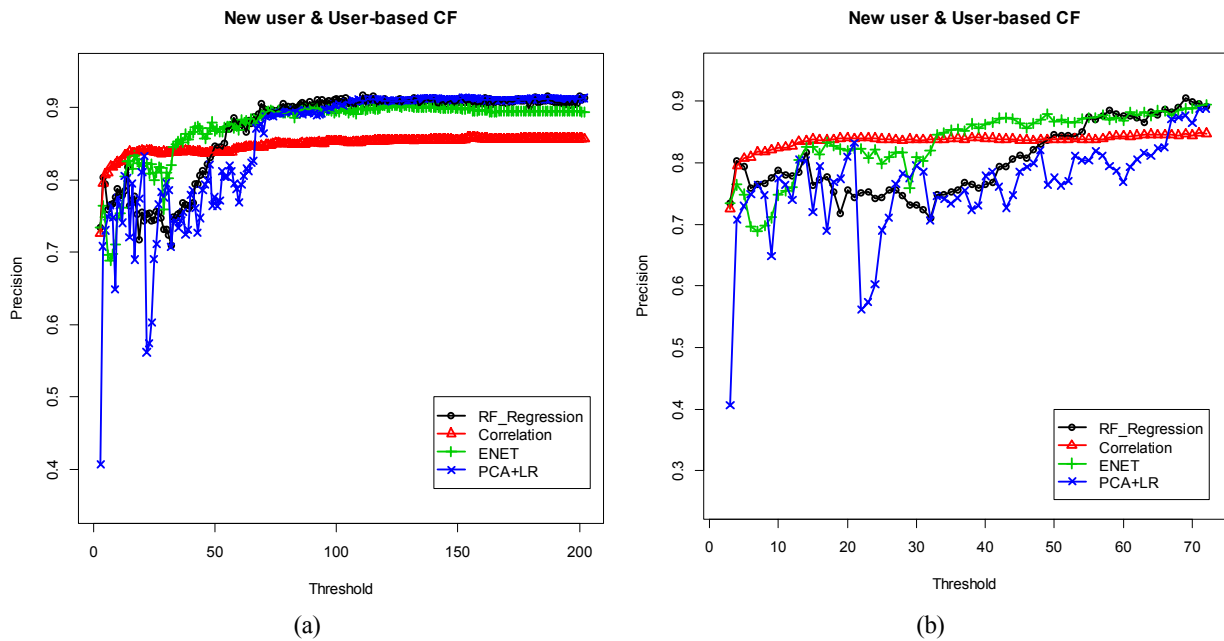 New user & User-based CF
Precision
0.9
0.8
0.7
0.6
0.5
0.4
0 50 100 150 200
Threshold
RF_Regression
Correlation
ENET
PCA+LR
(a)
New user & User-based CF
Precision
0.9
0.8
0.7
0.6
0.5
0.4
0.3
0 10 20 30 40 50 60 70
Threshold
RF_Regression
Correlation
ENET
PCA+LR
(b)